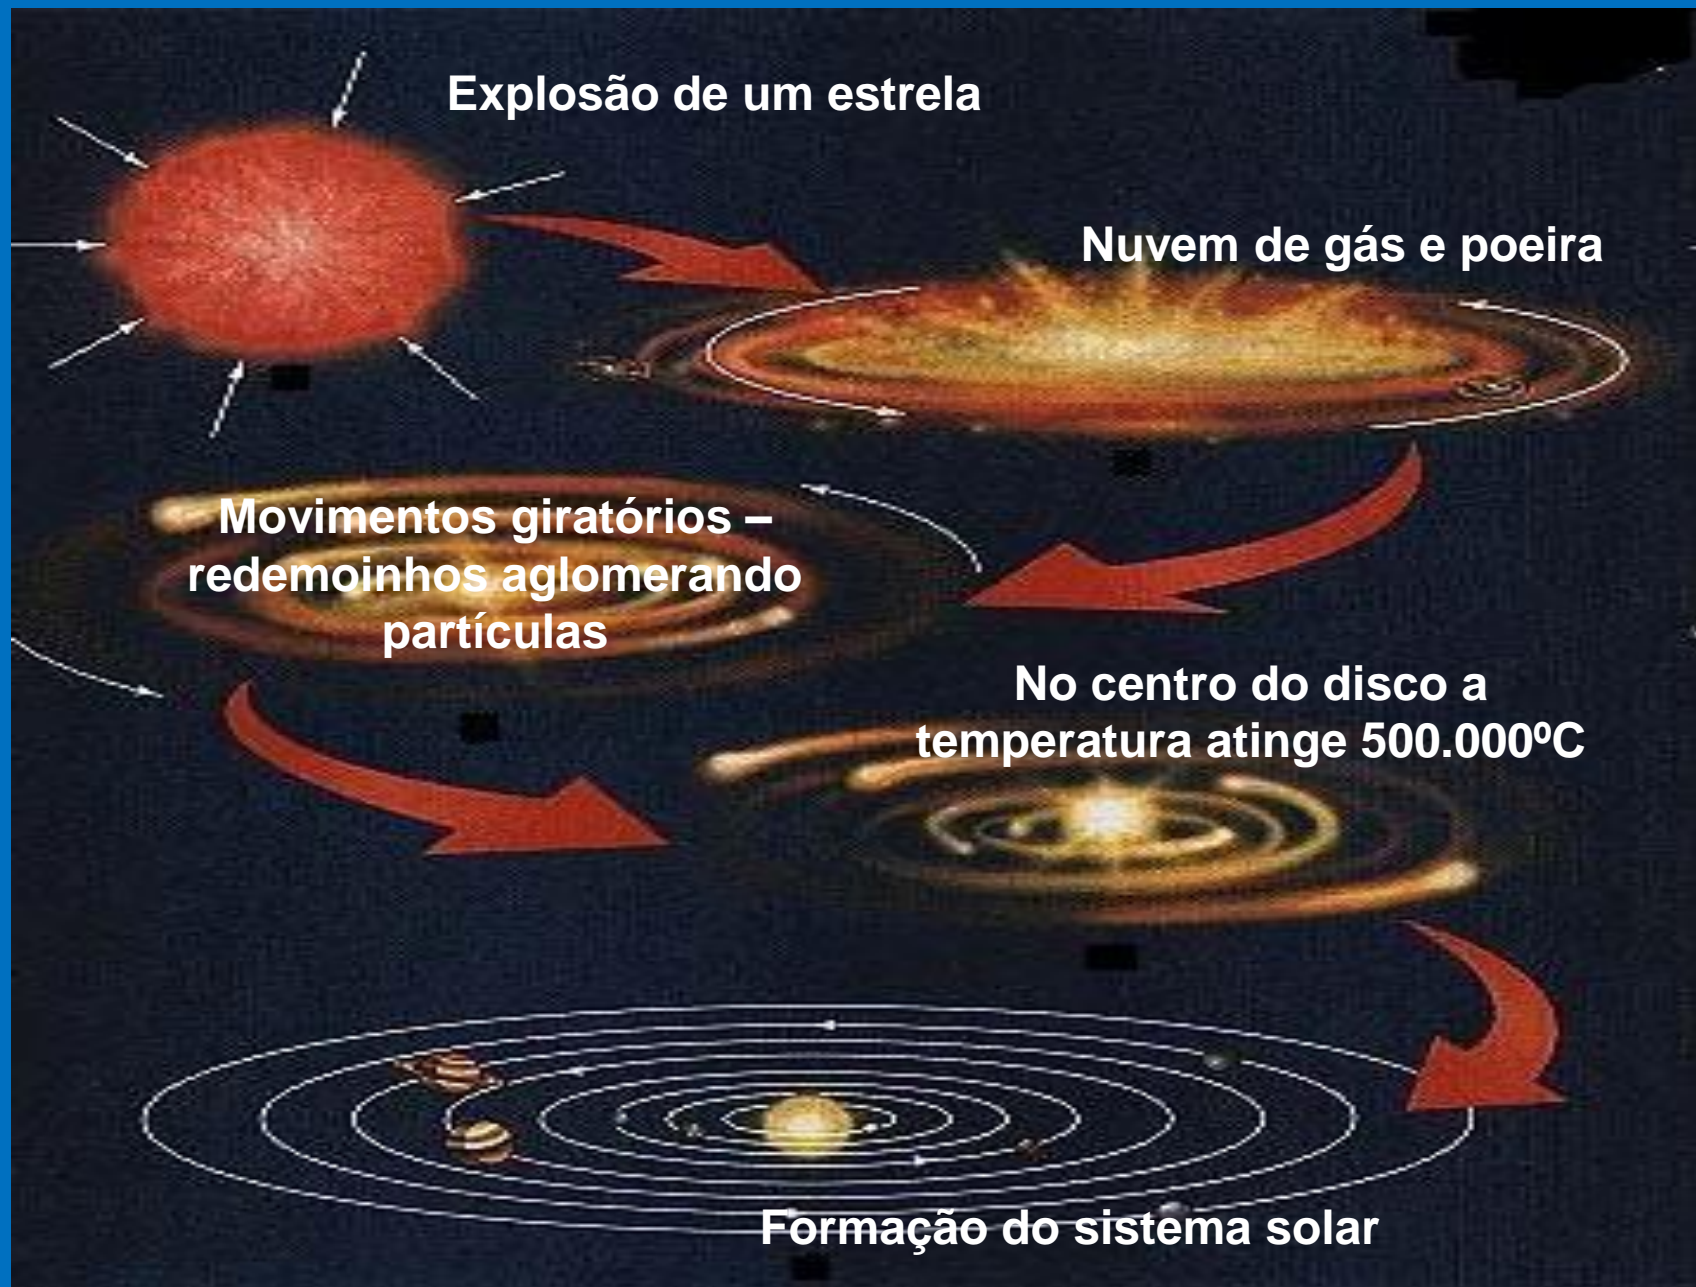 Explosão de um estrela
Nuvem de gás e poeira
Movimentos giratórios –
redemoinhos aglomerando
partículas
No centro do disco a
temperatura atinge 500.000ºC
Formação do sistema solar